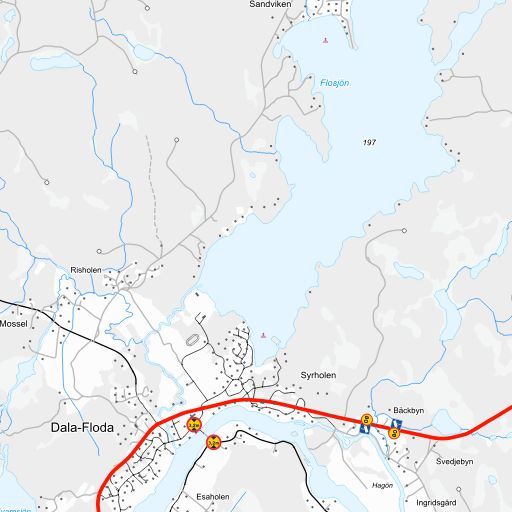 Sandviken
Flosjön
197
Risholen
Mossel
Syrholen
Bäckbyn
Dala-Floda
Svedjebyn
Hagön
Esaholen
Ingridsgård